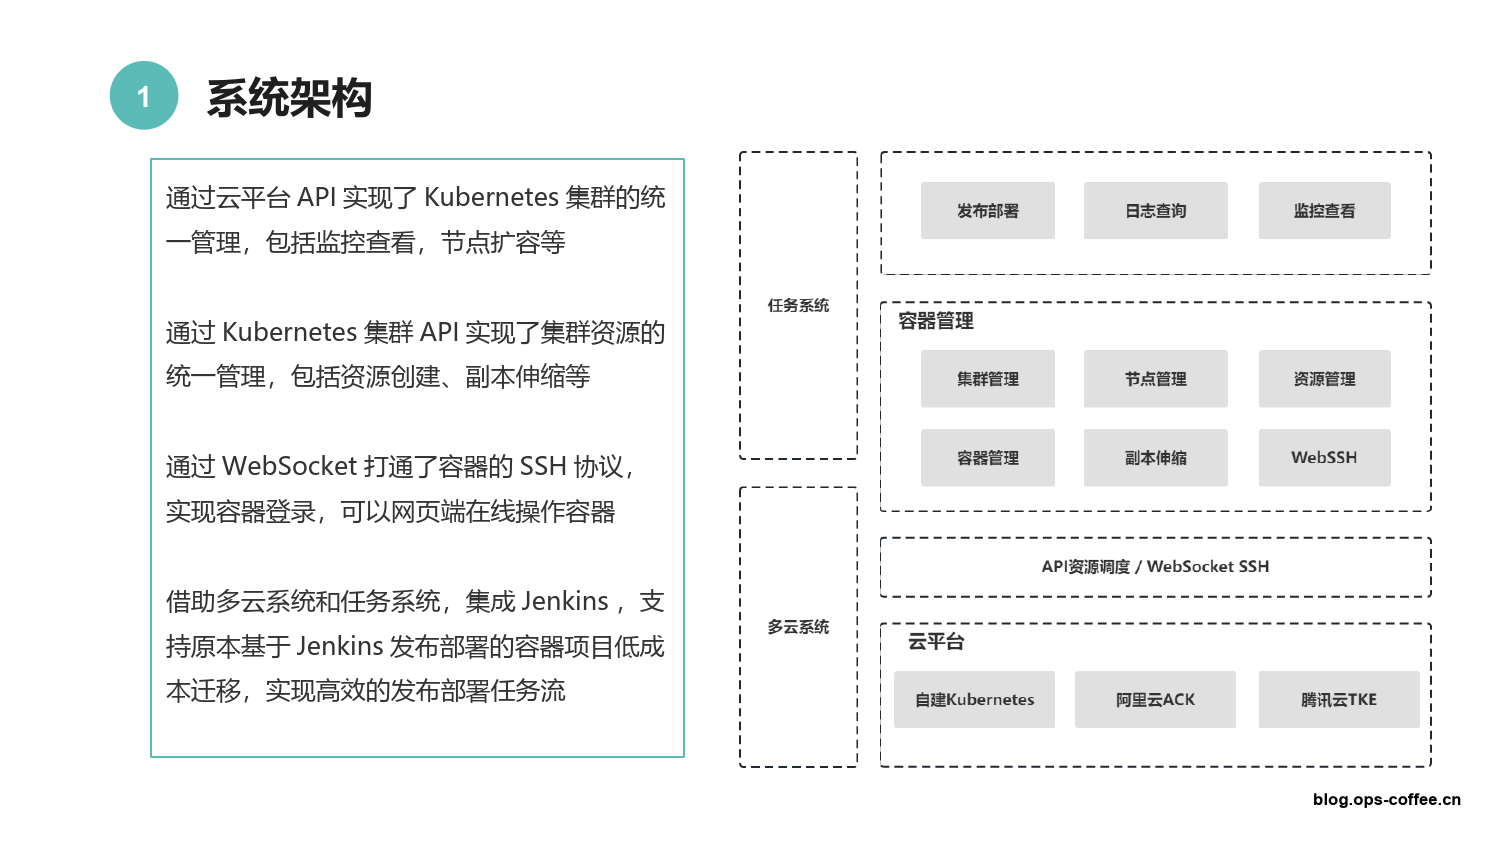 1
系统架构
通过云平台 API 实现了 Kubernetes 集群的统
一管理，包括监控查看，节点扩容等
通过 Kubernetes 集群 API 实现了集群资源的
统一管理，包括资源创建、副本伸缩等
通过 WebSocket 打通了容器的 SSH 协议，
实现容器登录，可以网页端在线操作容器
借助多云系统和任务系统，集成 Jenkins ，支
持原本基于 Jenkins 发布部署的容器项目低成
本迁移，实现高效的发布部署任务流
任务系统
多云系统
发布部署 日志查询 监控查看
容器管理
集群管理 节点管理 资源管理
容器管理 副本伸缩 WebSSH
API资源调度 / WebSocket SSH
云平台
自建Kubernetes 阿里云ACK 腾讯云TKE
blog.ops-coffee.cn